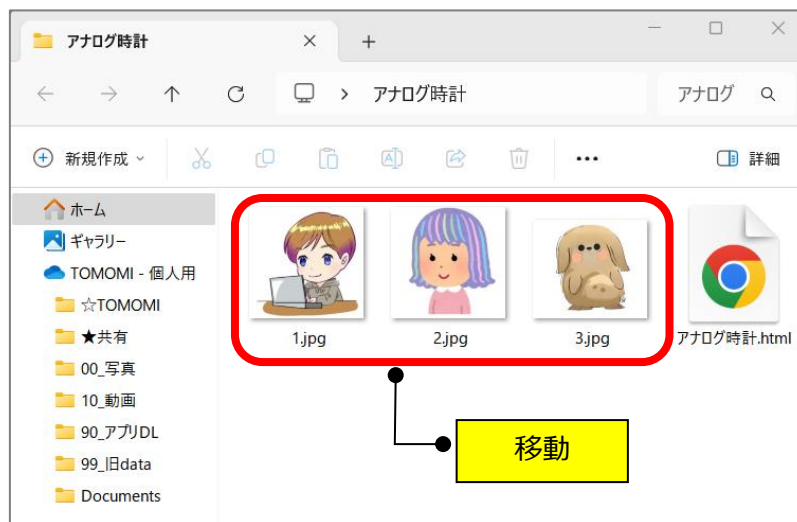 アナログ時計
アナログ時計
アナログ
新規作成
詳細
ホーム
ギャラリー
TOMOMI - 個人用
☆TOMOMI
★共有
00_写真
10_動画
90_アプリDL
99_旧data
Documents
1.jpg
2.jpg
3.jpg
アナログ時計.html
移動